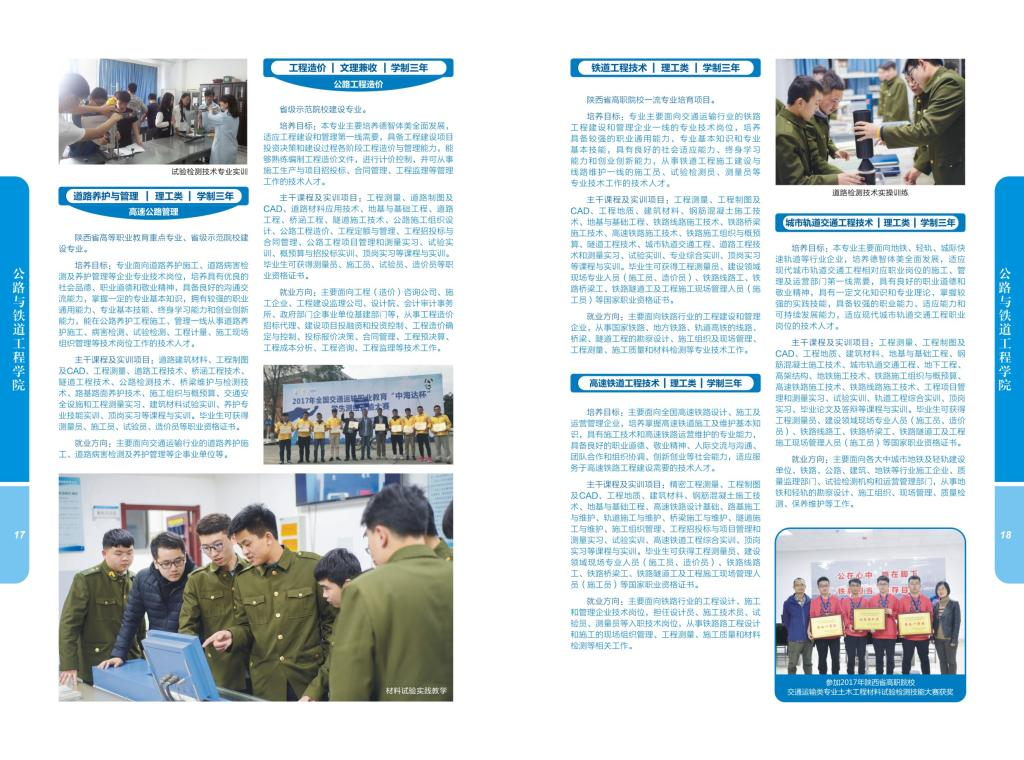 公路与铁道工程学院
17
试验检测技术专业实训
道路养护与管理 | 理工类 | 学制三年
高速公路管理
陕西省高等职业教育重点专业、省级示范院校建
设专业。
培养目标：专业面向道路养护施工、道路病害检
测及养护管理等企业专业技术岗位，培养具有优良的
社会品德、职业道德和敬业精神，具备良好的沟通交
流能力，掌握一定的专业基本知识，拥有较强的职业
通用能力、专业基本技能、终身学习能力和创业创新
能力，能在公路养护工程施工、管理一线从事道路养
护施工、病害检测、试验检测、工程计量、施工现场
组织管理等技术岗位工作的技术人才。
主干课程及实训项目：道路建筑材料、工程制图
及CAD、工程测量、道路工程技术、桥涵工程技术、
隧道工程技术、公路检测技术、桥梁维护与检测技
术、路基路面养护技术、施工组织与概预算、交通安
全设施和工程测量实习、建筑材料试验实训、养护专
业技能实训、顶岗实习等课程与实训。毕业生可获得
测量员、施工员、试验员、造价员等职业资格证书。
就业方向：主要面向交通运输行业的道路养护施
工、道路病害检测及养护管理等企事业单位等。
工程造价 | 文理兼收 | 学制三年
公路工程造价
省级示范院校建设专业。
培养目标：本专业主要培养德智体美全面发展，
适应工程建设和管理第一线需要，具备工程建设项目
投资决策和建设过程各阶段工程造价与管理能力，能
够熟练编制工程造价文件，进行计价控制，并可从事
施工生产与项目招投标、合同管理、工程监理等管理
工作的技术人才。
主干课程及实训项目：工程测量、道路制图及
CAD、道路材料应用技术、地基与基础工程、道路工
程、桥涵工程、隧道施工技术、公路施工组织设
计、公路工程造价、工程定额与管理、工程招投标与
合同管理、公路工程项目管理和测量实习、试验实
训、概预算与招投标实训、顶岗实习等课程与实训。
毕业生可获得测量员、施工员、试验员、造价员等职
业资格证书。
就业方向：主要面向工程（造价）咨询公司、施
工企业、工程建设监理公司、设计院、会计审计事务
所、政府部门企事业单位基建部门等，从事工程造价
招标代理、建设项目投融资和投资控制、工程造价确
定与控制、投标报价决策、合同管理、工程预决算、
工程成本分析、工程咨询、工程监理等技术工作。
2017年全国交通运输职业教育“中海达杯”
学生测量技能大赛
材料试验实践教学
铁道工程技术 | 理工类 | 学制三年
陕西省高职院校一流专业培育项目。
培养目标：专业主要面向交通运输行业的铁路
工程建设和管理企业一线的专业技术岗位，培养
具备较强的职业通用能力、专业基本知识和专业
基本技能，具有良好的社会适应能力、终身学习
能力和创业创新能力，从事铁道工程施工建设与
线路维护一线的施工员、试验检测员、测量员等
专业技术工作的技术人才。
主干课程及实训项目：工程测量、工程制图及
CAD、工程地质、建筑材料、钢筋混凝土施工技
术、地基与基础工程、铁路线路施工技术、铁路桥梁
施工技术、高速铁路施工技术、铁路施工组织与概预
算、隧道工程技术、城市轨道交通工程、道路工程技
术和测量实习、试验实训、专业综合实训、顶岗实习
等课程与实训。毕业生可获得工程测量员、建设领域
现场专业人员（施工员、造价员）、铁路线路工、铁
路桥梁工、铁路隧道工及工程施工现场管理人员（施
工员）等国家职业资格证书。
就业方向：主要面向铁路行业的工程建设和管理
企业，从事国家铁路、地方铁路、轨道高铁的线路、
桥梁、隧道工程的勘察设计、施工组织及现场管理、
工程测量、施工质量和材料检测等专业技术工作。
高速铁道工程技术 | 理工类 | 学制三年
培养目标：主要面向全国高速铁路设计、施工及
运营管理企业，培养掌握高速铁道施工及维护基本知
识，具有施工技术和高速铁路运营维护的专业能力，
具备良好的职业道德、敬业精神、人际交流与沟通、
团队合作和组织协调、创新创业等社会能力，适应服
务于高速铁路工程建设需要的技术人才。
主干课程及实训项目：精密工程测量、工程制图
及CAD、工程地质、建筑材料、钢筋混凝土施工技
术、地基与基础工程、高速铁路设计基础、路基施工
与维护、轨道施工与维护、桥梁施工与维护、隧道施
工与维护、施工组织管理、工程招投标与项目管理和
测量实习、试验实训、高速铁道工程综合实训、顶岗
实习等课程与实训。毕业生可获得工程测量员、建设
领域现场专业人员（施工员、造价员）、铁路线路
工、铁路桥梁工、铁路隧道工及工程施工现场管理人
员（施工员）等国家职业资格证书。
就业方向：主要面向铁路行业的工程设计、施工
和管理企业技术岗位，担任设计员、施工技术员、试
验员、测量员等入职技术岗位，从事铁路路工程设计
和施工的现场组织管理、工程测量、施工质量和材料
检测等相关工作。
道路检测技术实操训练
城市轨道交通工程技术 | 理工类 | 学制三年
培养目标：本专业主要面向地铁、轻轨、城际快
速轨道等行业企业，培养德智体美全面发展，适应
现代城市轨道交通工程相对应职业岗位的施工、管
理及运营部门第一线需要，具有良好的职业道德和
敬业精神，具有一定文化知识和专业理论，掌握较
强的实践技能，具备较强的职业能力、适应能力和
可持续发展能力，适应现代城市轨道交通工程职业
岗位的技术人才。
主干课程及实训项目：工程测量、工程制图及
CAD、工程地质、建筑材料、地基与基础工程、钢
筋混凝土施工技术、城市轨道交通工程、地下工程、
高架结构、地铁施工技术、铁路施工组织与概预算、
高速铁路施工技术、铁路线路施工技术、工程项目管
理和测量实习、试验实训、轨道工程综合实训、顶岗
实习、毕业论文及答辩等课程与实训。毕业生可获得
工程测量员、建设领域现场专业人员（施工员、造价
员）、铁路线路工、铁路桥梁工、铁路隧道工及工程
施工现场管理人员（施工员）等国家职业资格证书。
就业方向：主要面向各大中城市地铁及轻轨建设
单位，铁路、公路、建筑、地铁等行业施工企业、质
量监理部门、试验检测机构和运营管理部门，从事地
铁和轻轨的勘察设计、施工组织、现场管理、质量检
测、保养维护等工作。
参加2017年陕西省高职院校
交通运输类专业土木工程材料试验检测技能大赛获奖
公路与铁道工程学院
18